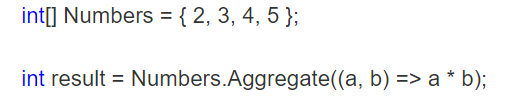 int[] Numbers = { 2, 3, 4, 5 };
int result = Numbers.Aggregate((a, b) => a * b);